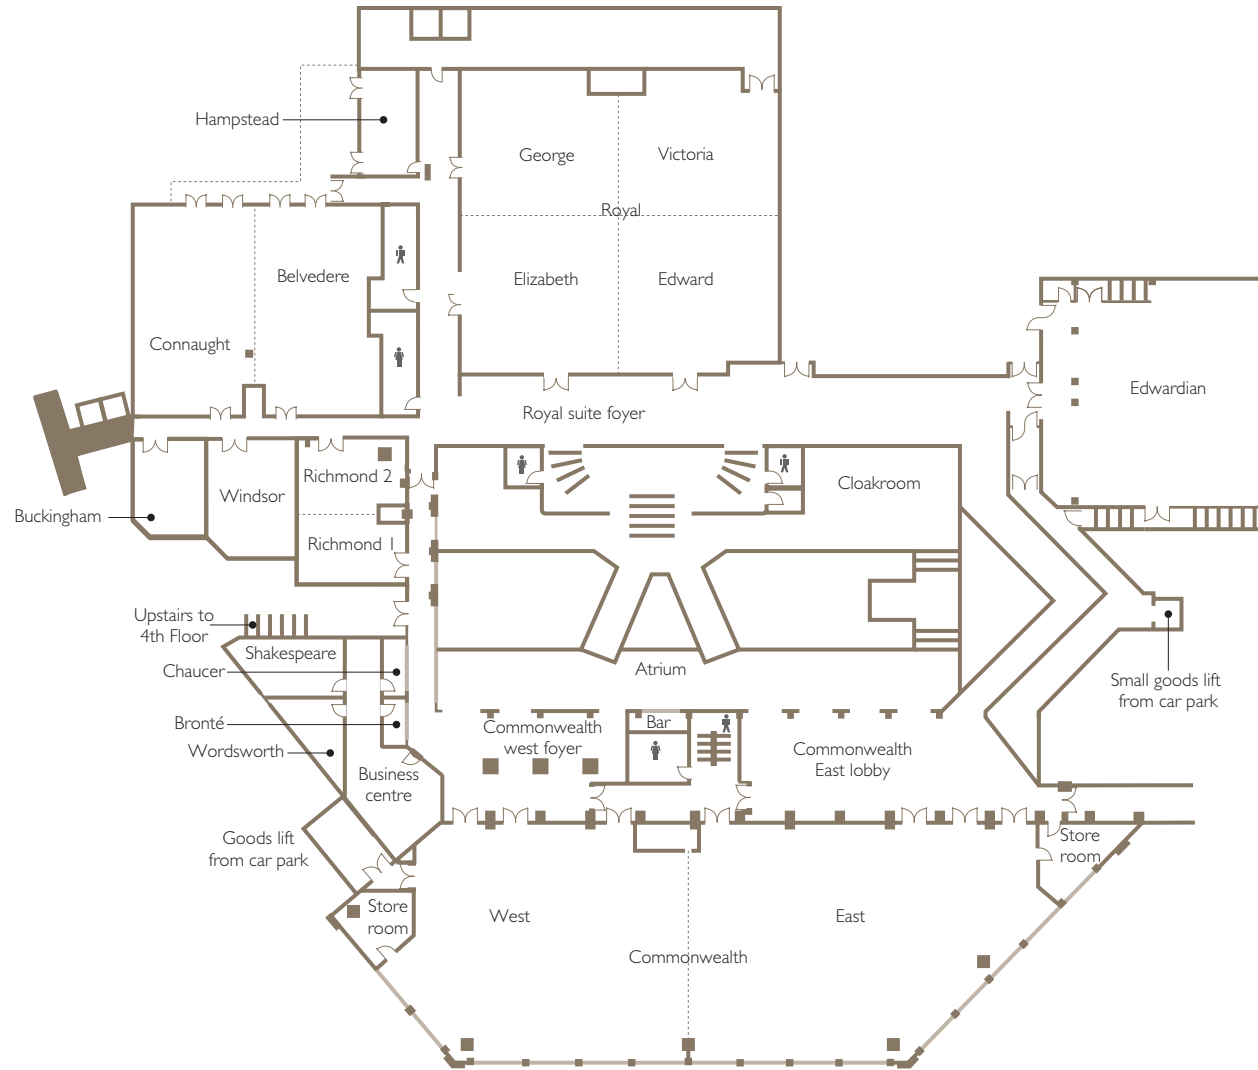 Hampstead
George
Victoria
Royal
Elizabeth
Edward
Belvedere
Connaught
Edwardian
Royal suite foyer
Richmond 2
Windsor
Buckingham
Richmond 1
Cloakroom
Upstairs to
4th Floor
Shakespeare
Chaucer
Bronté
Wordsworth
Business
centre
Atrium
Small goods lift
from car park
Commonwealth
west foyer
Bar
Commonwealth
East lobby
Goods lift
from car park
Store
room
Store
room
West
East
Commonwealth